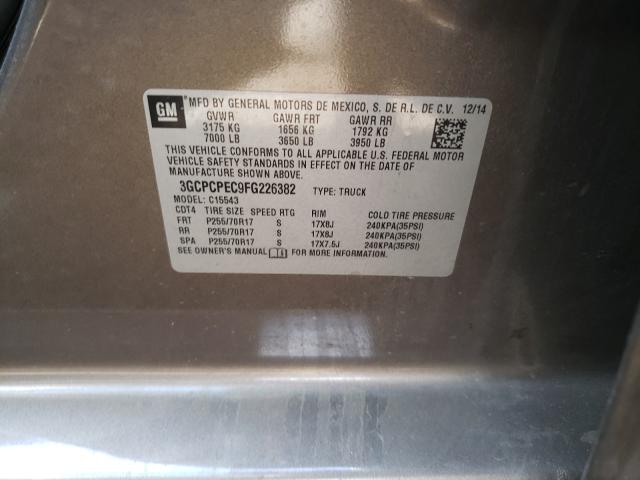 GM
MFD BY GENERAL MOTORS DE MEXICO, S. DE R.L. DE C.V. 12/14
GVWR GAWR FRT GAWR RR
3175 KG 1656 KG 1792 KG
7000 LB 3650 LB 3950 LB
THIS VEHICLE CONFORMS TO ALL APPLICABLE U.S. FEDERAL MOTOR
VEHICLE SAFETY STANDARDS IN EFFECT ON THE DATE OF
MANUFACTURE SHOWN ABOVE.
3GCPCPEC9FG226382 TYPE: TRUCK
MODEL: C15543
CDT4 TIRE SIZE SPEED RTG RIM COLD TIRE PRESSURE
FRT P255/70R17 S 17X8J 240KPA(35PSI)
RR P255/70R17 S 17X8J 240KPA(35PSI)
SPA P255/70R17 S 17X7.5J 240KPA(35PSI)
SEE OWNER'S MANUAL FOR MORE INFORMATION.